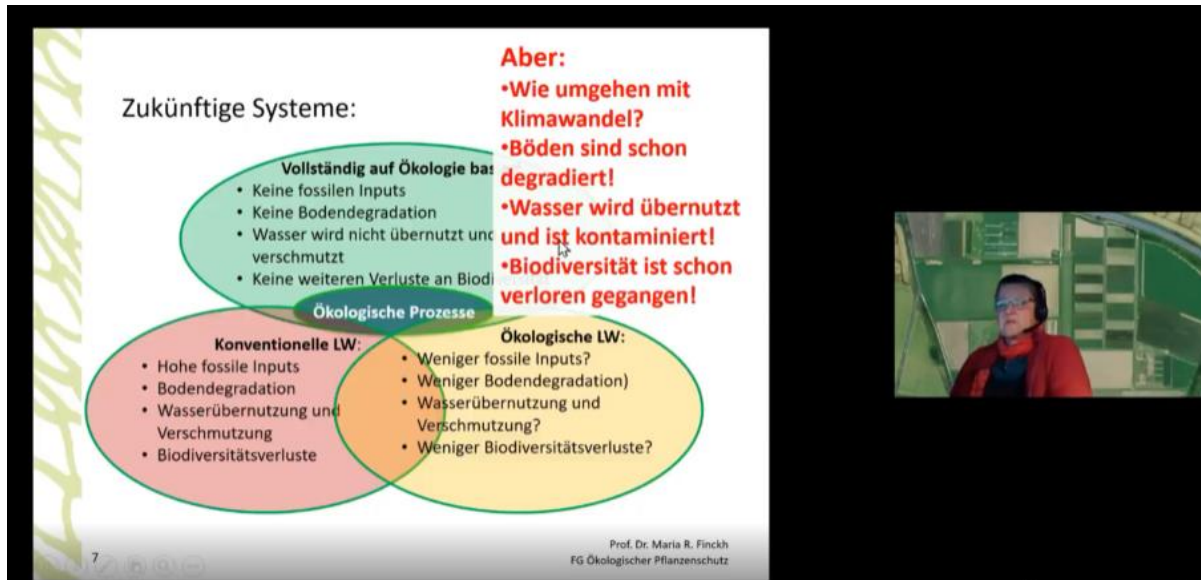 Zukünftige Systeme:
Aber:
•Wie umgehen mit
Klimawandel?
•Böden sind schon
degradiert!
•Wasser wird übernutzt
und ist kontaminiert!
•Biodiversität ist schon
verloren gegangen!
Vollständig auf Ökologie bas
• Keine fossilen Inputs
• Keine Bodendegradation
• Wasser wird nicht übernutzt und
verschmutzt
• Keine weiteren Verluste an Biodi
Ökologische Prozesse
Konventionelle LW:
• Hohe fossile Inputs
• Bodendegradation
• Wasserübernutzung und
Verschmutzung
• Biodiversitätsverluste
Ökologische LW:
• Weniger fossile Inputs?
• Weniger Bodendegradation)
• Wasserübernutzung und
Verschmutzung?
• Weniger Biodiversitätsverluste?
7
Prof. Dr. Maria R. Finckh
FG Ökologischer Pflanzenschutz